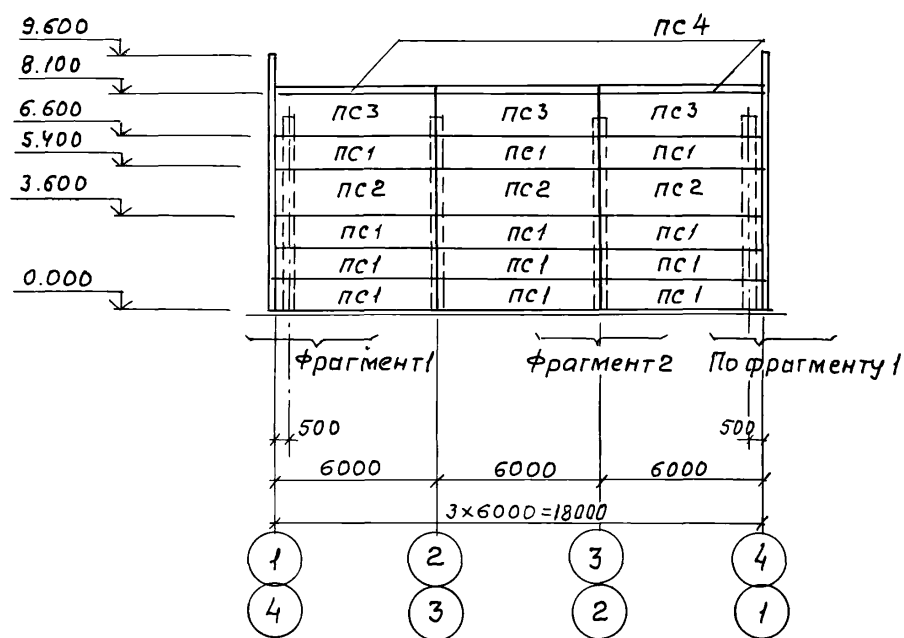 9.600
пс4
8.100
6.600
пс3 пс3 пс3
5.400
пс1 пс1 пс1
3.600
пс2 пс2 пс2
пс1 пс1 пс1
0.000
пс1 пс1 пс1
пс1 пс1 пс1
Фрагмент1 Фрагмент2 По фрагменту 1
500 500
6000 6000 6000
3×6000=18000
1 2 3 4
4 3 2 1